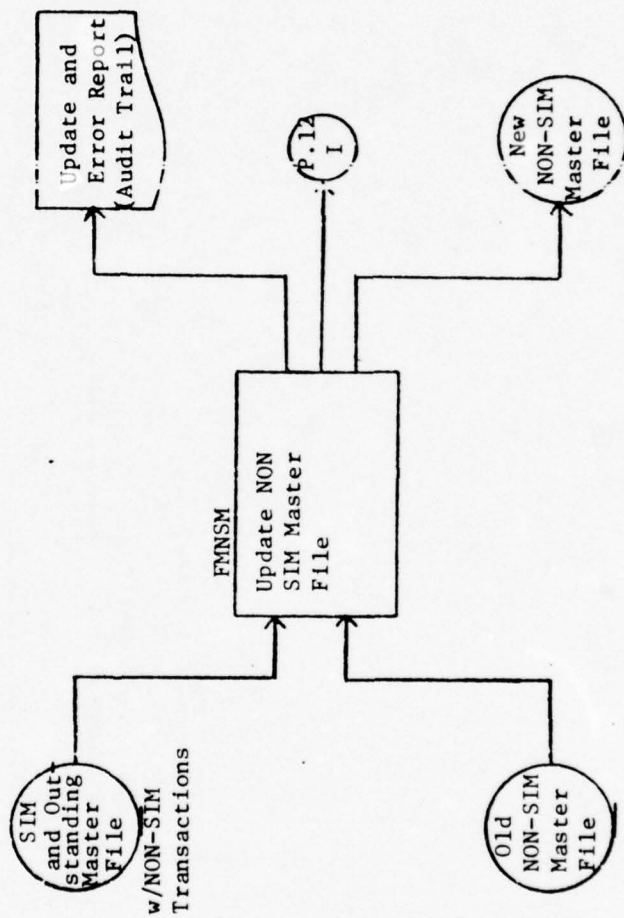 SIM
and Out-
standing
Master
File
w/NON-SIM
Transactions
Old
NON-SIM
Master
File
FMNSM
Update NON
SIM Master
File
Update and
Error Report
(Audit Trail)
P.12
I
New
NON-SIM
Master
File